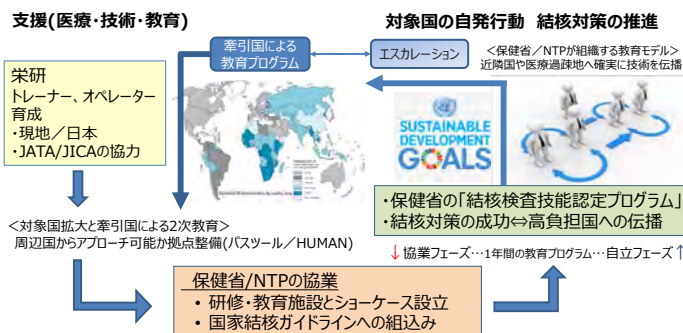 支援(医療・技術・教育)
対象国の自発行動 結核対策の推進
牽引国による
教育プログラム
エスカレーション
<保健省／NTPが組織する教育モデル>
近隣国や医療過疎地へ確実に技術を伝播
栄研
トレーナー、オペレーター
育成
・現地／日本
・JATA/JICAの協力
SUSTAINABLE
DEVELOPMENT
GOALS
・保健省の「結核検査技能認定プログラム」
・結核対策の成功⇔高負担国への伝播
<対象国拡大と牽引国による2次教育>
周辺国からアプローチ可能か拠点整備(パスツール／HUMAN)
↓協業フェーズ…1年間の教育プログラム…自立フェーズ↑
保健省/NTPの協業
• 研修・教育施設とショーケース設立
• 国家結核ガイドラインへの組込み